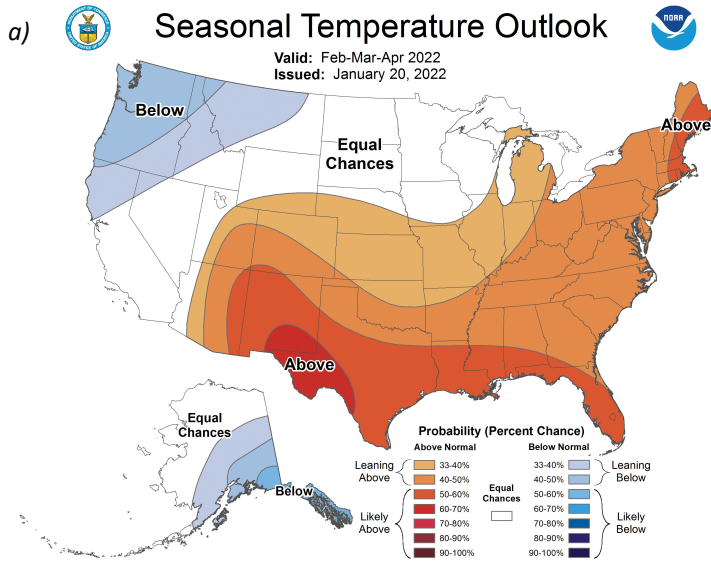 a)
Seasonal Temperature Outlook
NOAA
Valid: Feb-Mar-Apr 2022
Issued: January 20, 2022
Below
Equal
Chances
Above
Above
Equal
Chances
Below
Probability (Percent Chance)
Above Normal
Below Normal
Leaning
Above
33-40%
40-50%
Likely
Above
50-60%
60-70%
70-80%
80-90%
90-100%
Equal
Chances
33-40%
40-50%
Leaning
Below
50-60%
60-70%
70-80%
80-90%
90-100%
Likely
Below